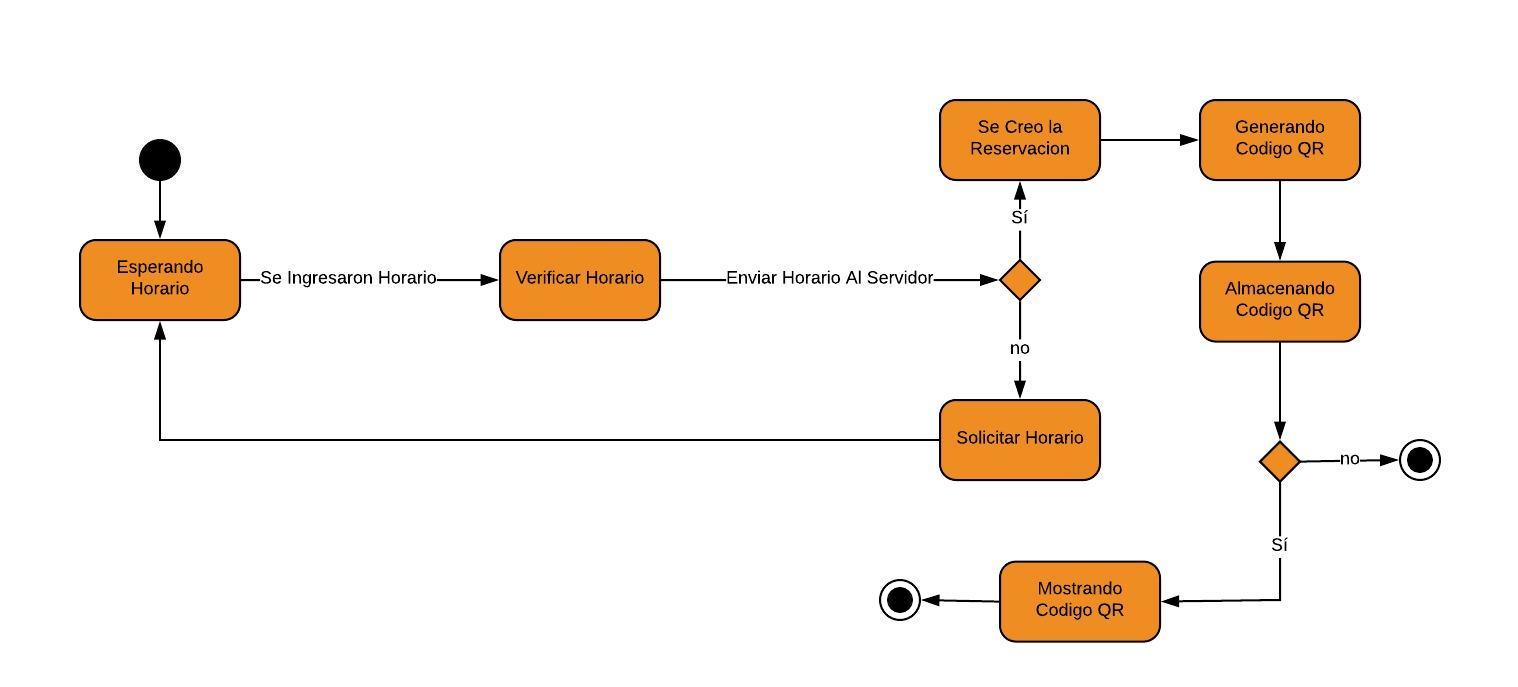 Se Creo la
Reservacion
Generando
Codigo QR
Sí
Esperando
Horario
Se Ingresaron Horario
Verificar Horario
Enviar Horario Al Servidor
Almacenando
Codigo QR
no
Solicitar Horario
no
Sí
Mostrando
Codigo QR